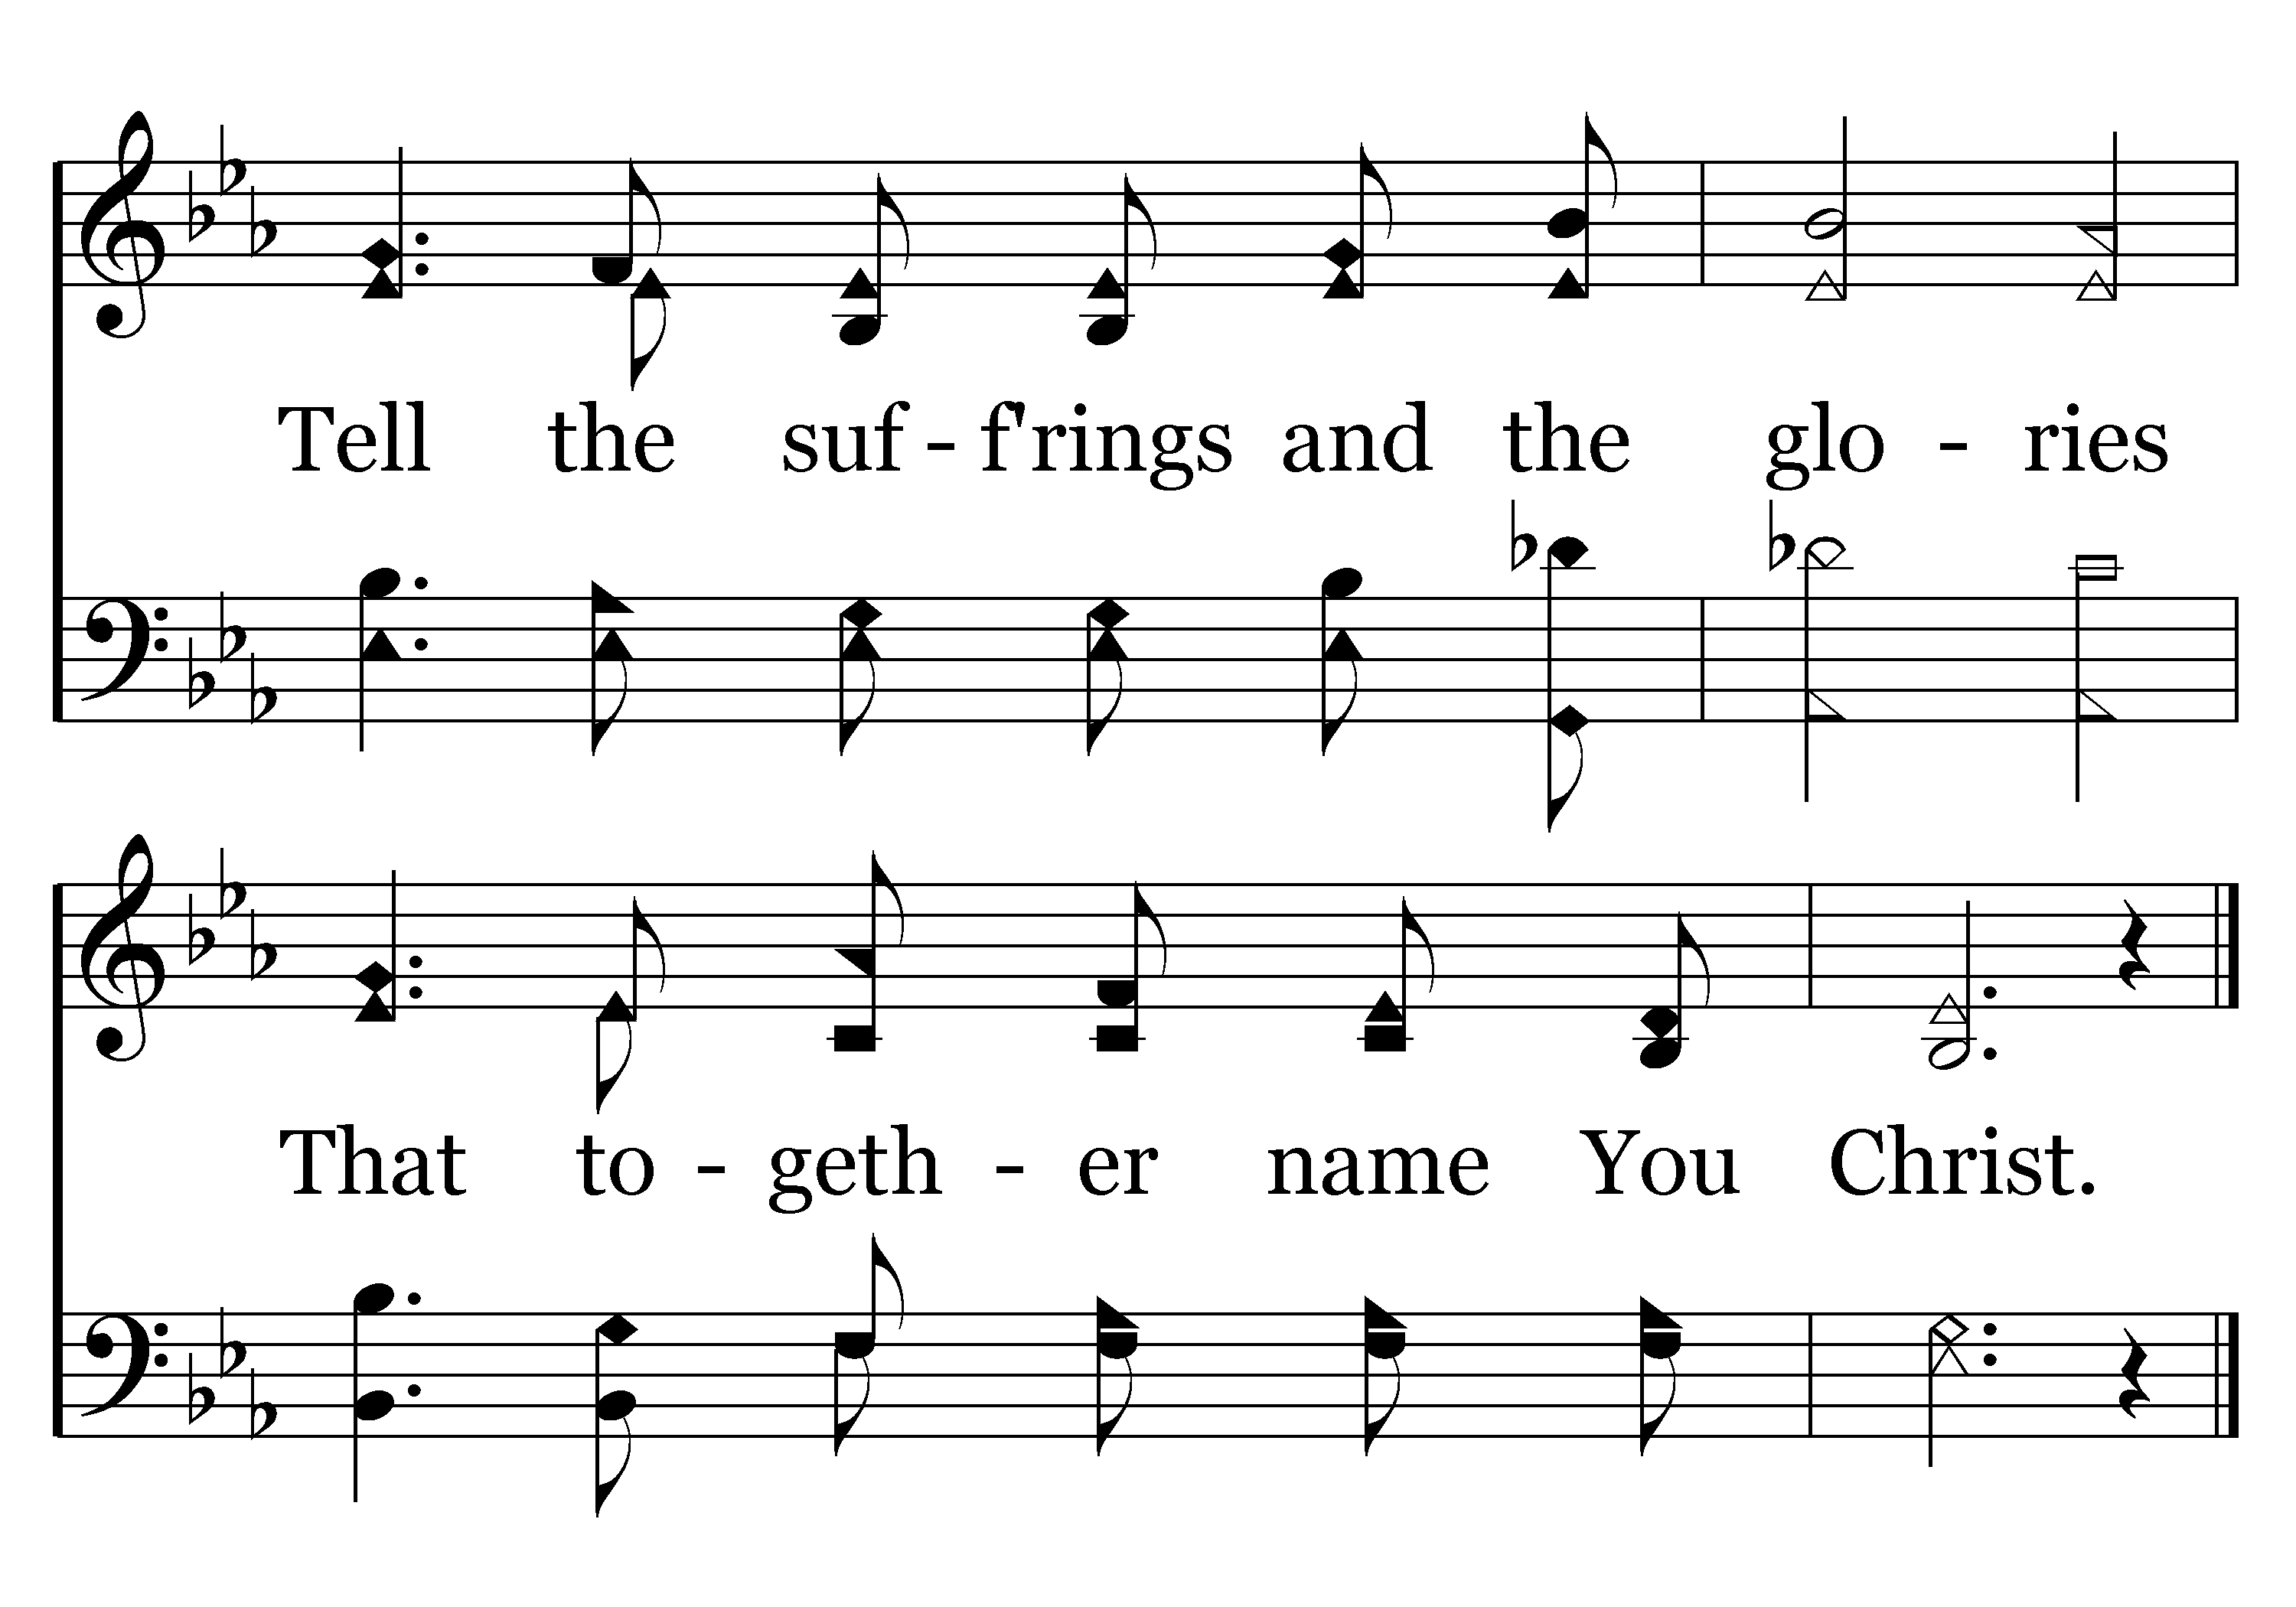 Tell the suf - f'rings and the glo - ries
That to - geth - er name You Christ.